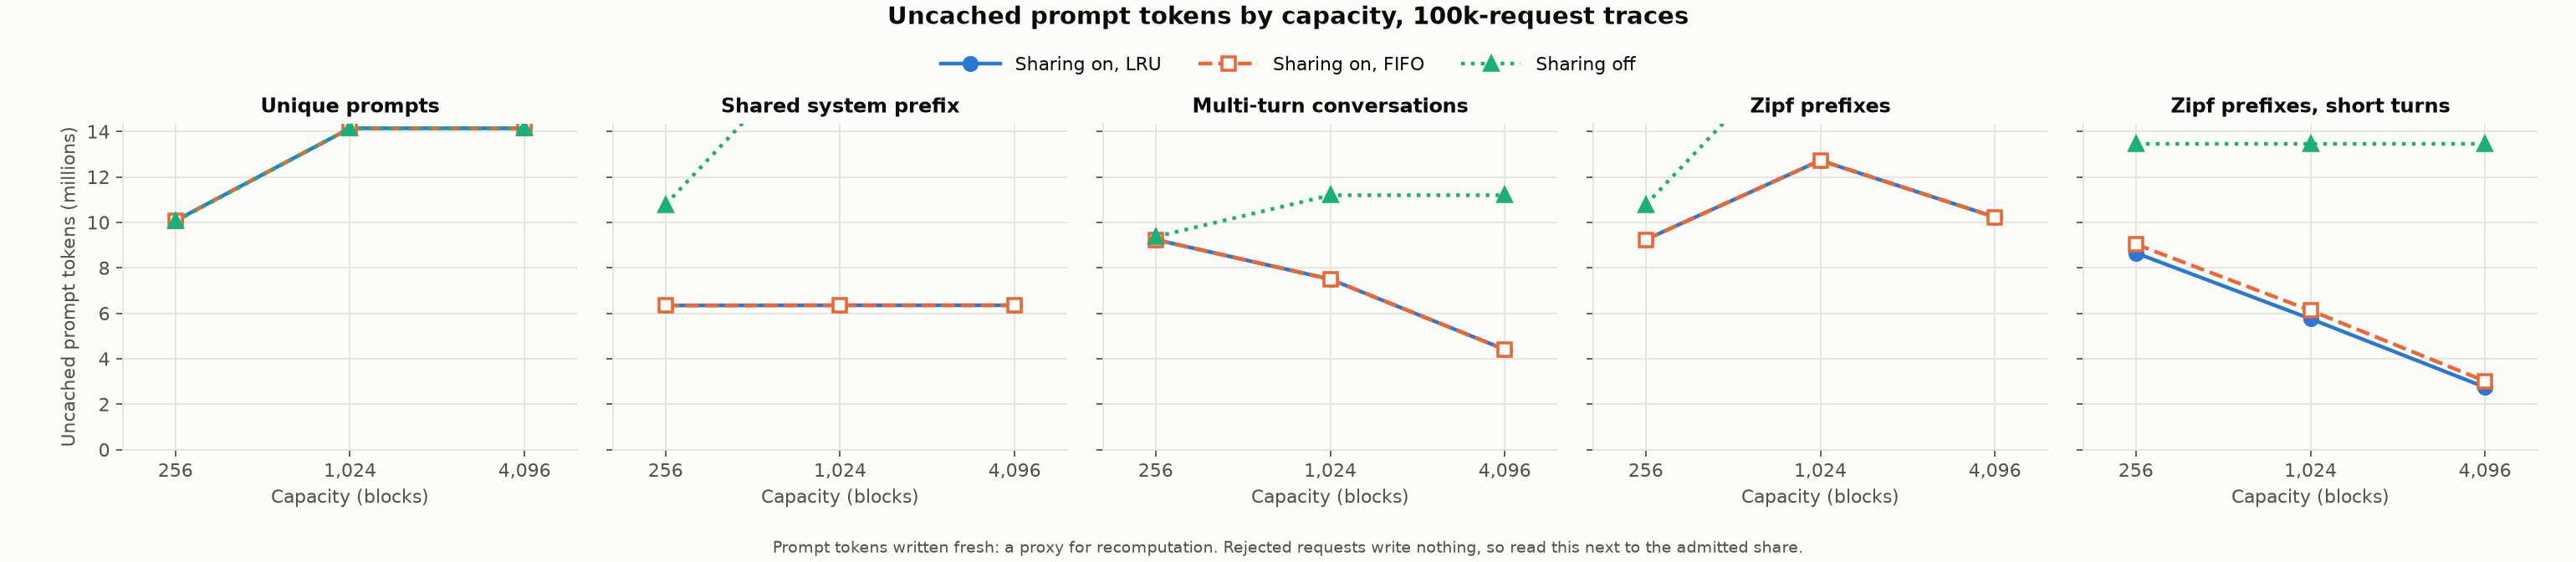 Uncached prompt tokens by capacity, 100k-request traces
Sharing on, LRU Sharing on, FIFO Sharing off
Unique prompts Shared system prefix Multi-turn conversations Zipf prefixes Zipf prefixes, short turns
Uncached prompt tokens (millions)
14
12
10
8
6
4
2
0
256 1,024 4,096 256 1,024 4,096 256 1,024 4,096 256 1,024 4,096 256 1,024 4,096
Capacity (blocks) Capacity (blocks) Capacity (blocks) Capacity (blocks) Capacity (blocks)
Prompt tokens written fresh: a proxy for recomputation. Rejected requests write nothing, so read this next to the admitted share.